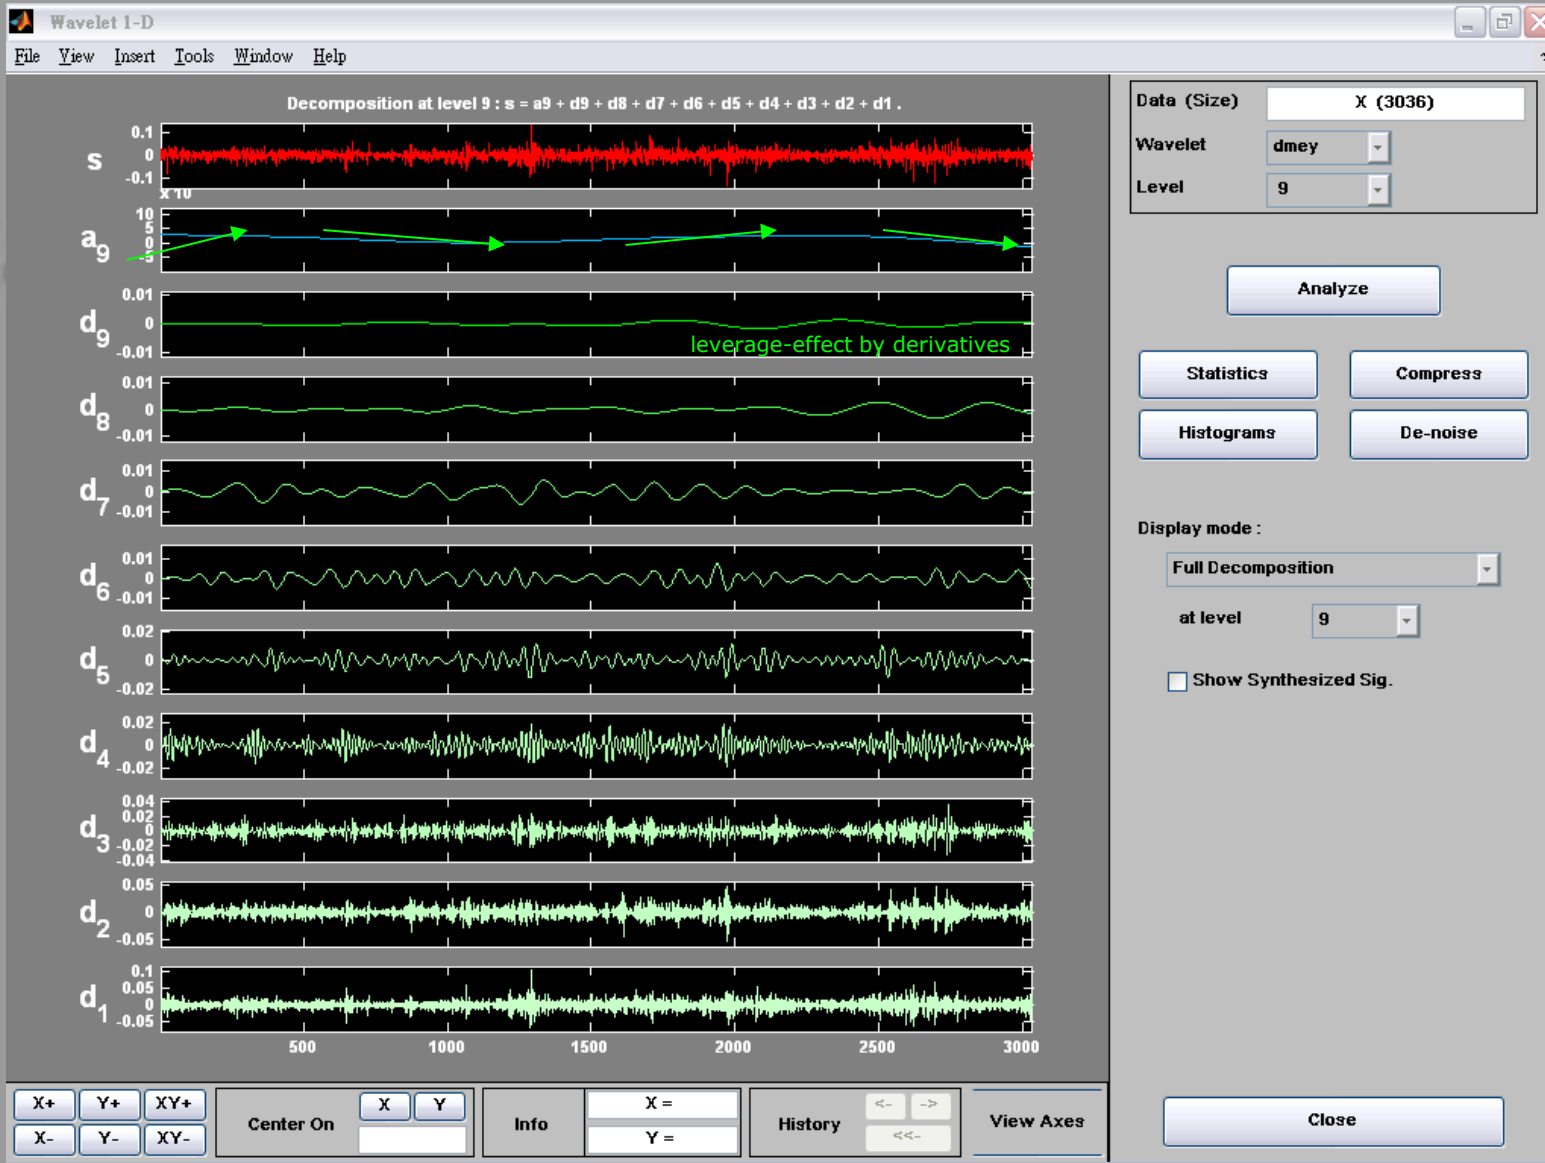 Wavelet 1-D
File View Insert Tools Window Help
Decomposition at level 9 : s = a9 + d9 + d8 + d7 + d6 + d5 + d4 + d3 + d2 + d1 .
s
0.1
0
-0.1
x 10
a9
10
5
0
-5
d9
0.01
0
-0.01
leverage-effect by derivatives
d8
0.01
0
-0.01
d7
0.01
0
-0.01
d6
0.01
0
-0.01
d5
0.02
0
-0.02
d4
0.02
0
-0.02
d3
0.04
0.02
0
-0.02
-0.04
d2
0.05
0
-0.05
d1
0.1
0.05
0
-0.05
500 1000 1500 2000 2500 3000
Data (Size) X (3036)
Wavelet dmey
Level 9
Analyze
Statistics Compress
Histograms De-noise
Display mode :
Full Decomposition
at level 9
Show Synthesized Sig.
X+ Y+ XY+
X- Y- XY-
Center On X Y
Info X =
Y =
History <- ->
<<-
View Axes
Close